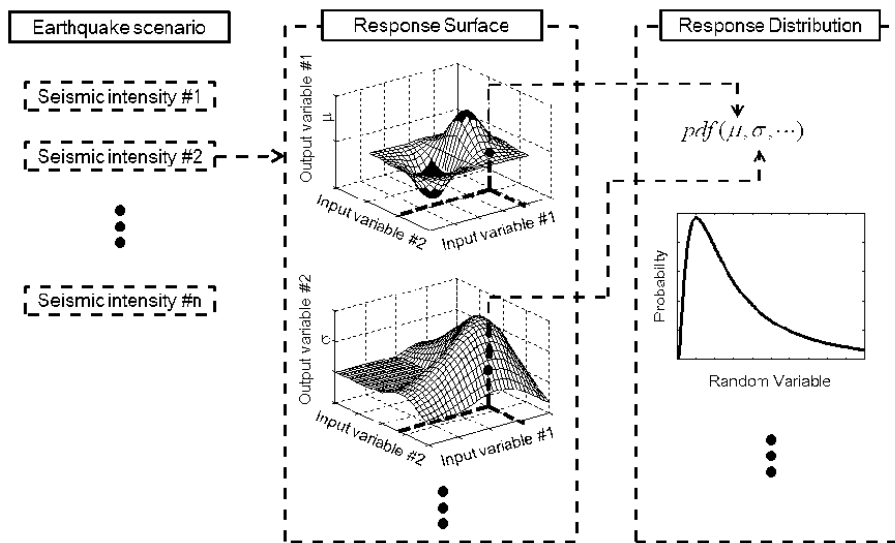 Earthquake scenario
Seismic intensity #1
Seismic intensity #2
Seismic intensity #n
Response Surface
Output variable #1
μ
Input variable #2
Input variable #1
Output variable #2
σ
Input variable #2
Input variable #1
Response Distribution
pdf(μ,σ,⋯)
Probability
Random Variable